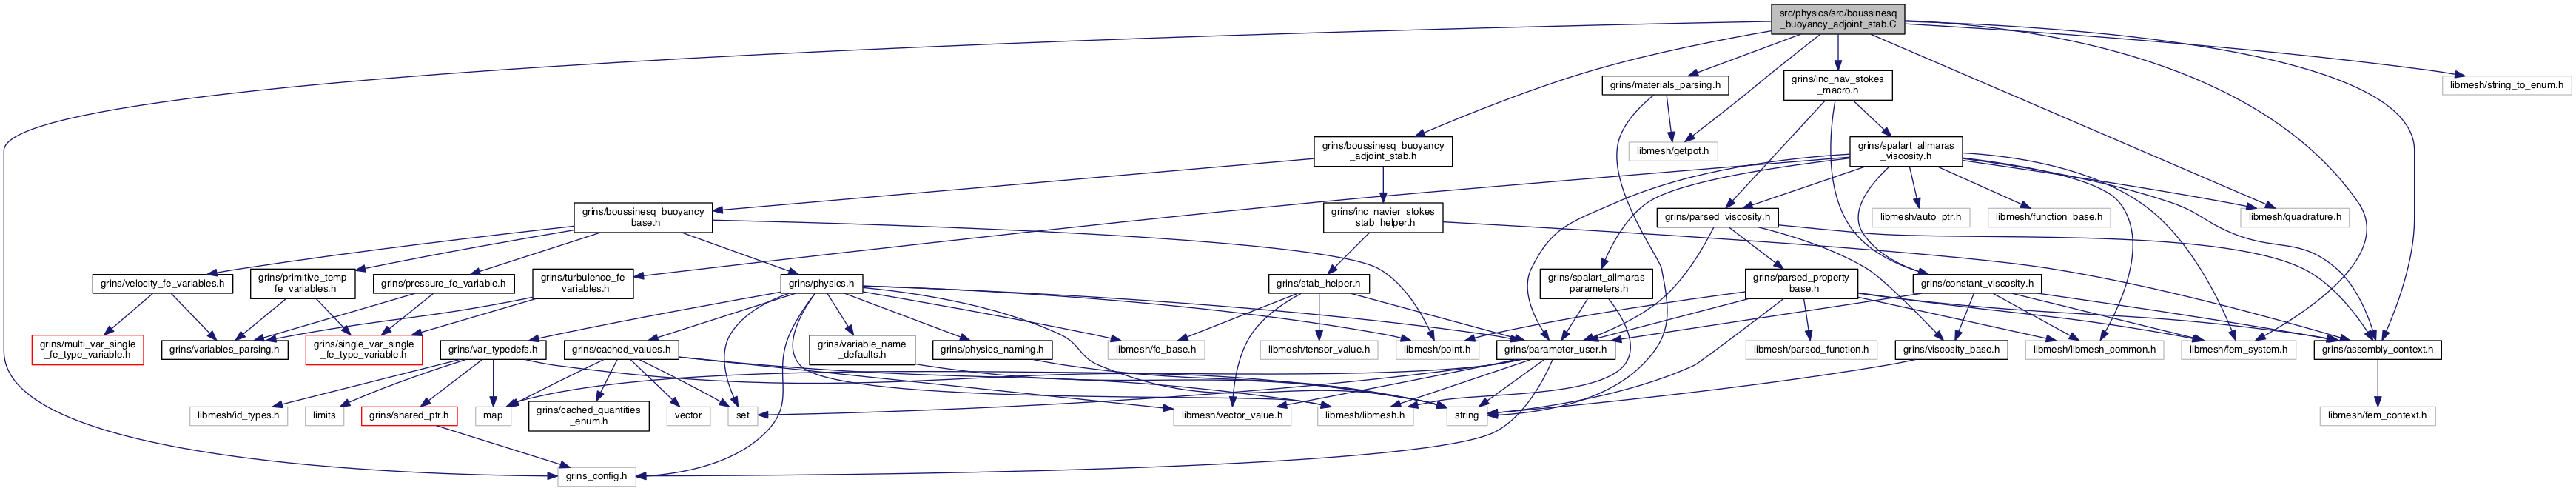 src/physics/src/boussinesq
_buoyancy_adjoint_stab.C
grins/materials_parsing.h
grins/inc_nav_stokes
_macro.h
libmesh/string_to_enum.h
grins/boussinesq_buoyancy
_adjoint_stab.h
libmesh/getpot.h
grins/spalart_allmaras
_viscosity.h
grins/boussinesq_buoyancy
_base.h
grins/inc_navier_stokes
_stab_helper.h
grins/parsed_viscosity.h
libmesh/auto_ptr.h
libmesh/function_base.h
libmesh/quadrature.h
grins/velocity_fe_variables.h
grins/primitive_temp
_fe_variables.h
grins/pressure_fe_variable.h
grins/turbulence_fe
_variables.h
grins/physics.h
grins/stab_helper.h
grins/spalart_allmaras
_parameters.h
grins/parsed_property
_base.h
grins/constant_viscosity.h
grins/multi_var_single
_fe_type_variable.h
grins/variables_parsing.h
grins/single_var_single
_fe_type_variable.h
grins/var_typedefs.h
grins/cached_values.h
grins/variable_name
_defaults.h
grins/physics_naming.h
libmesh/fe_base.h
libmesh/tensor_value.h
libmesh/point.h
grins/parameter_user.h
libmesh/parsed_function.h
grins/viscosity_base.h
libmesh/libmesh_common.h
libmesh/fem_system.h
grins/assembly_context.h
libmesh/id_types.h
limits
grins/shared_ptr.h
map
grins/cached_quantities
_enum.h
vector
set
libmesh/vector_value.h
libmesh/libmesh.h
string
libmesh/fem_context.h
grins_config.h